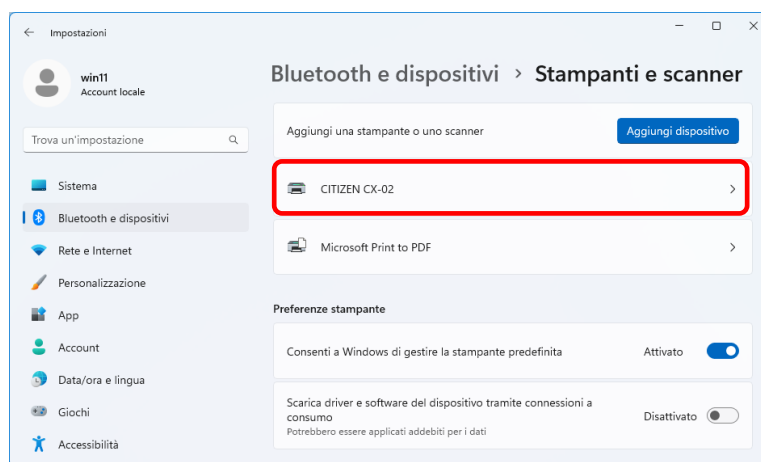 Impostazioni
win11
Account locale
Trova un'impostazione
Sistema
Bluetooth e dispositivi
Rete e Internet
Personalizzazione
App
Account
Data/ora e lingua
Giochi
Accessibilità
Bluetooth e dispositivi > Stampanti e scanner
Aggiungi una stampante o uno scanner
Aggiungi dispositivo
CITIZEN CX-02
Microsoft Print to PDF
Preferenze stampante
Consenti a Windows di gestire la stampante predefinita
Attivato
Scarica driver e software del dispositivo tramite connessioni a
consumo
Potrebbero essere applicati addebiti per i dati
Disattivato